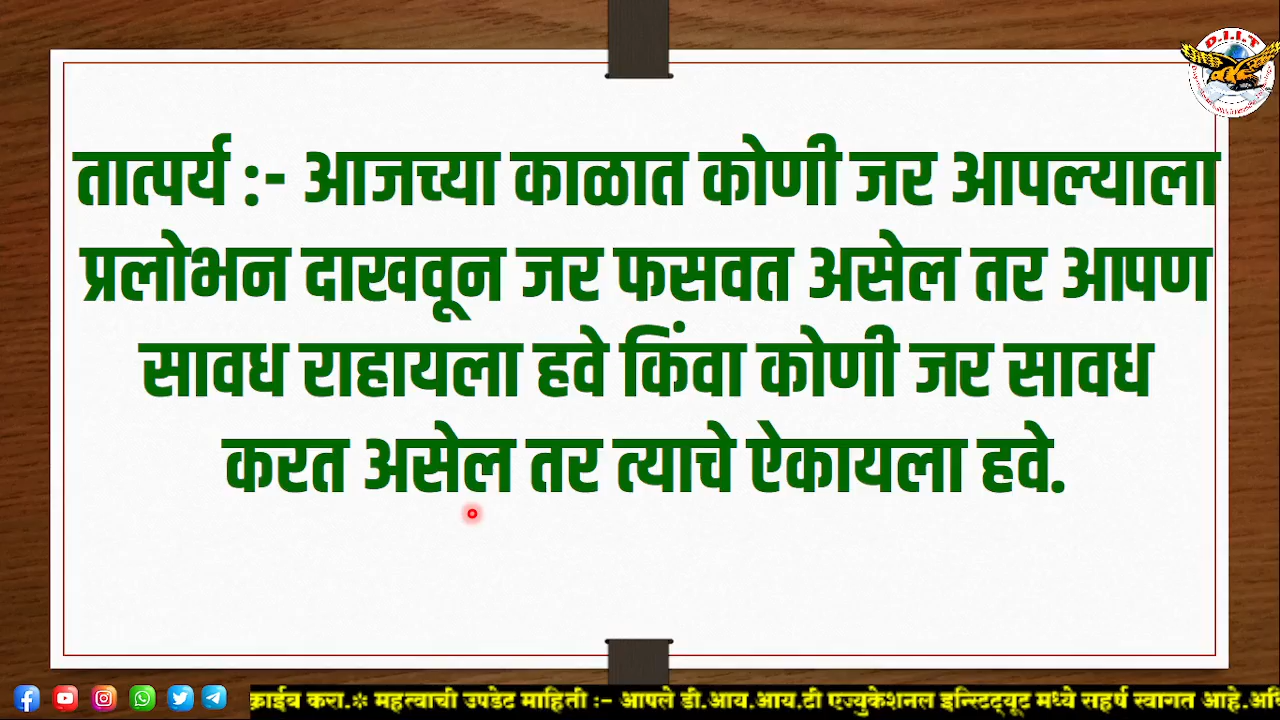 D.I.I.T
तात्पर्य :- आजच्या काळात कोणी जर आपल्याला
प्रलोभन दाखवून जर फसवत असेल तर आपण
सावध राहायला हवे किंवा कोणी जर सावध
करत असेल तर त्याचे ऐकायला हवे.
क्राईब करा.* महत्वाची उपडेट माहिती :- आपले डी.आय.आय.टी एज्युकेशनल इन्स्टिट्यूट मध्ये सहर्ष स्वागत आहे.